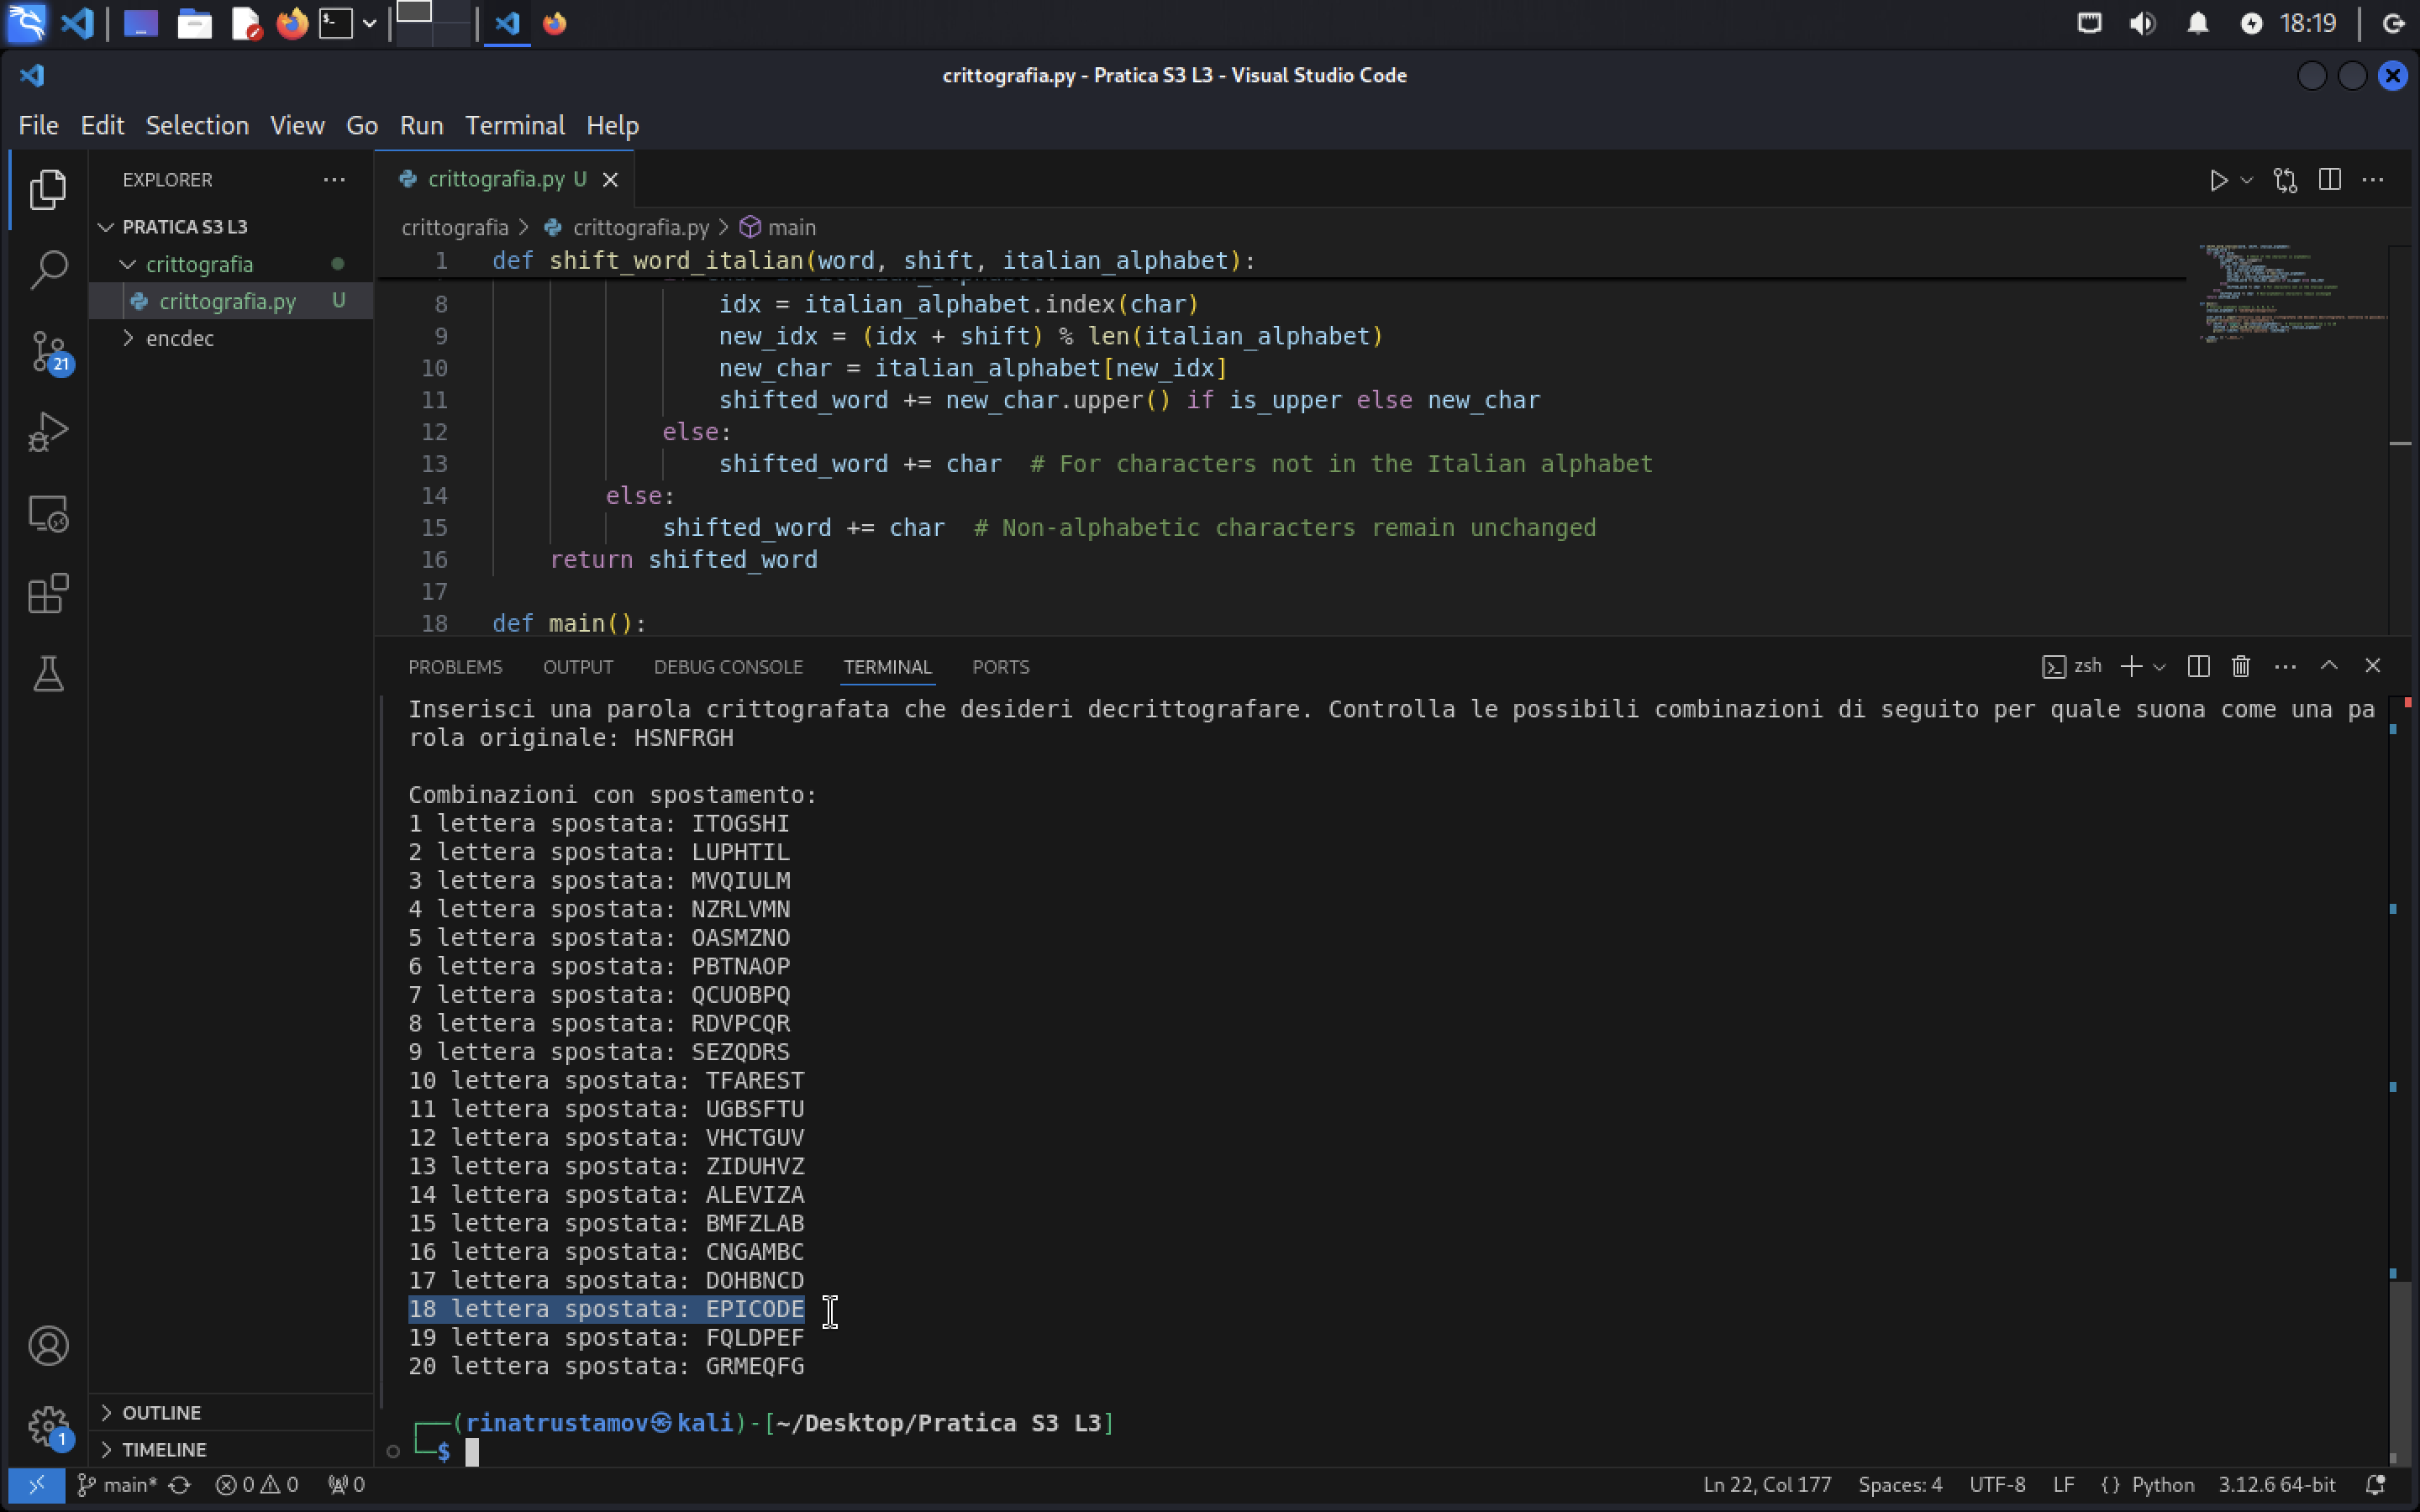 18:19
crittografia.py - Pratica S3 L3 - Visual Studio Code
File Edit Selection View Go Run Terminal Help
EXPLORER
PRATICA S3 L3
crittografia
crittografia.py U
encdec
21
OUTLINE
TIMELINE
1
crittografia.py U
crittografia > crittografia.py > main
1 def shift_word_italian(word, shift, italian_alphabet):
8 idx = italian_alphabet.index(char)
9 new_idx = (idx + shift) % len(italian_alphabet)
10 new_char = italian_alphabet[new_idx]
11 shifted_word += new_char.upper() if is_upper else new_char
12 else:
13 shifted_word += char # For characters not in the Italian alphabet
14 else:
15 shifted_word += char # Non-alphabetic characters remain unchanged
16 return shifted_word
17
18 def main():
PROBLEMS OUTPUT DEBUG CONSOLE TERMINAL PORTS
zsh
Inserisci una parola crittografata che desideri decrittografare. Controlla le possibili combinazioni di seguito per quale suona come una pa
rola originale: HSNFRGH
Combinazioni con spostamento:
1 lettera spostata: ITOGSHI
2 lettera spostata: LUPHTIL
3 lettera spostata: MVQIULM
4 lettera spostata: NZRLVMN
5 lettera spostata: OASMZNO
6 lettera spostata: PBTNAOP
7 lettera spostata: QCUOBPQ
8 lettera spostata: RDVPCQR
9 lettera spostata: SEZQDRS
10 lettera spostata: TFAREST
11 lettera spostata: UGBSFTU
12 lettera spostata: VHCTGUV
13 lettera spostata: ZIDUHVZ
14 lettera spostata: ALEVIZA
15 lettera spostata: BMFZLAB
16 lettera spostata: CNGAMBC
17 lettera spostata: DOHBNCD
18 lettera spostata: EPICODE
19 lettera spostata: FQLDPEF
20 lettera spostata: GRMEQFG
(rinatrustamov㉿kali)-[~/Desktop/Pratica S3 L3]
$
main* 0 0 0
Ln 22, Col 177 Spaces: 4 UTF-8 LF {} Python 3.12.6 64-bit